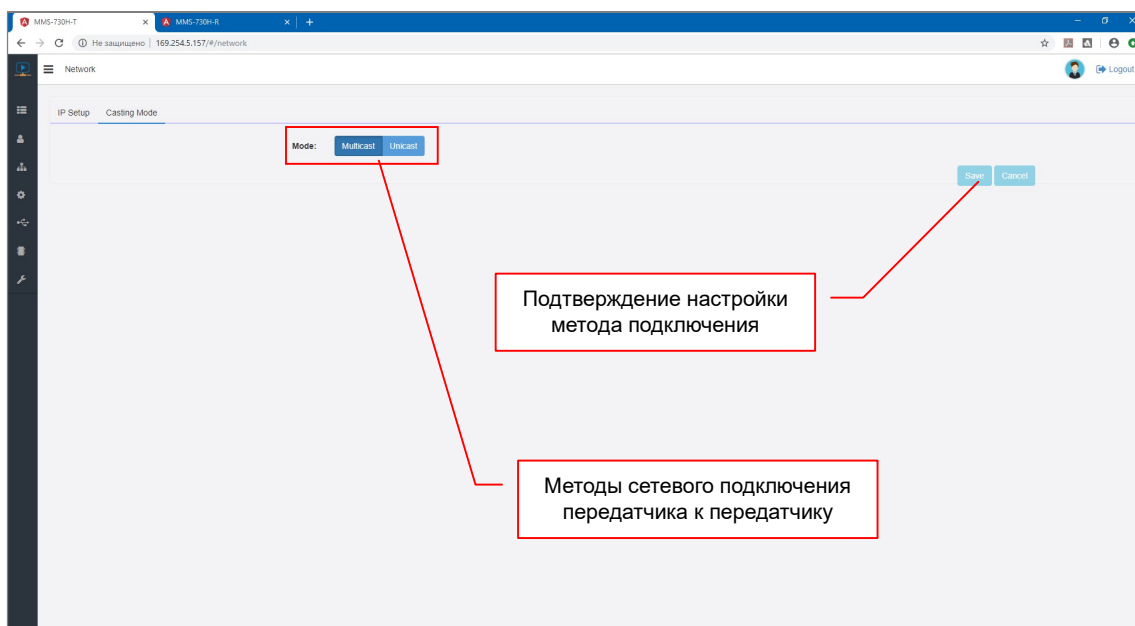 MMS-730H-T
MMS-730H-R
Не защищено | 169.254.5.157/#/network
Network
Logout
IP Setup Casting Mode
Mode: Multicast Unicast
Save Cancel
Подтверждение настройки
метода подключения
Методы сетевого подключения
передатчика к передатчику